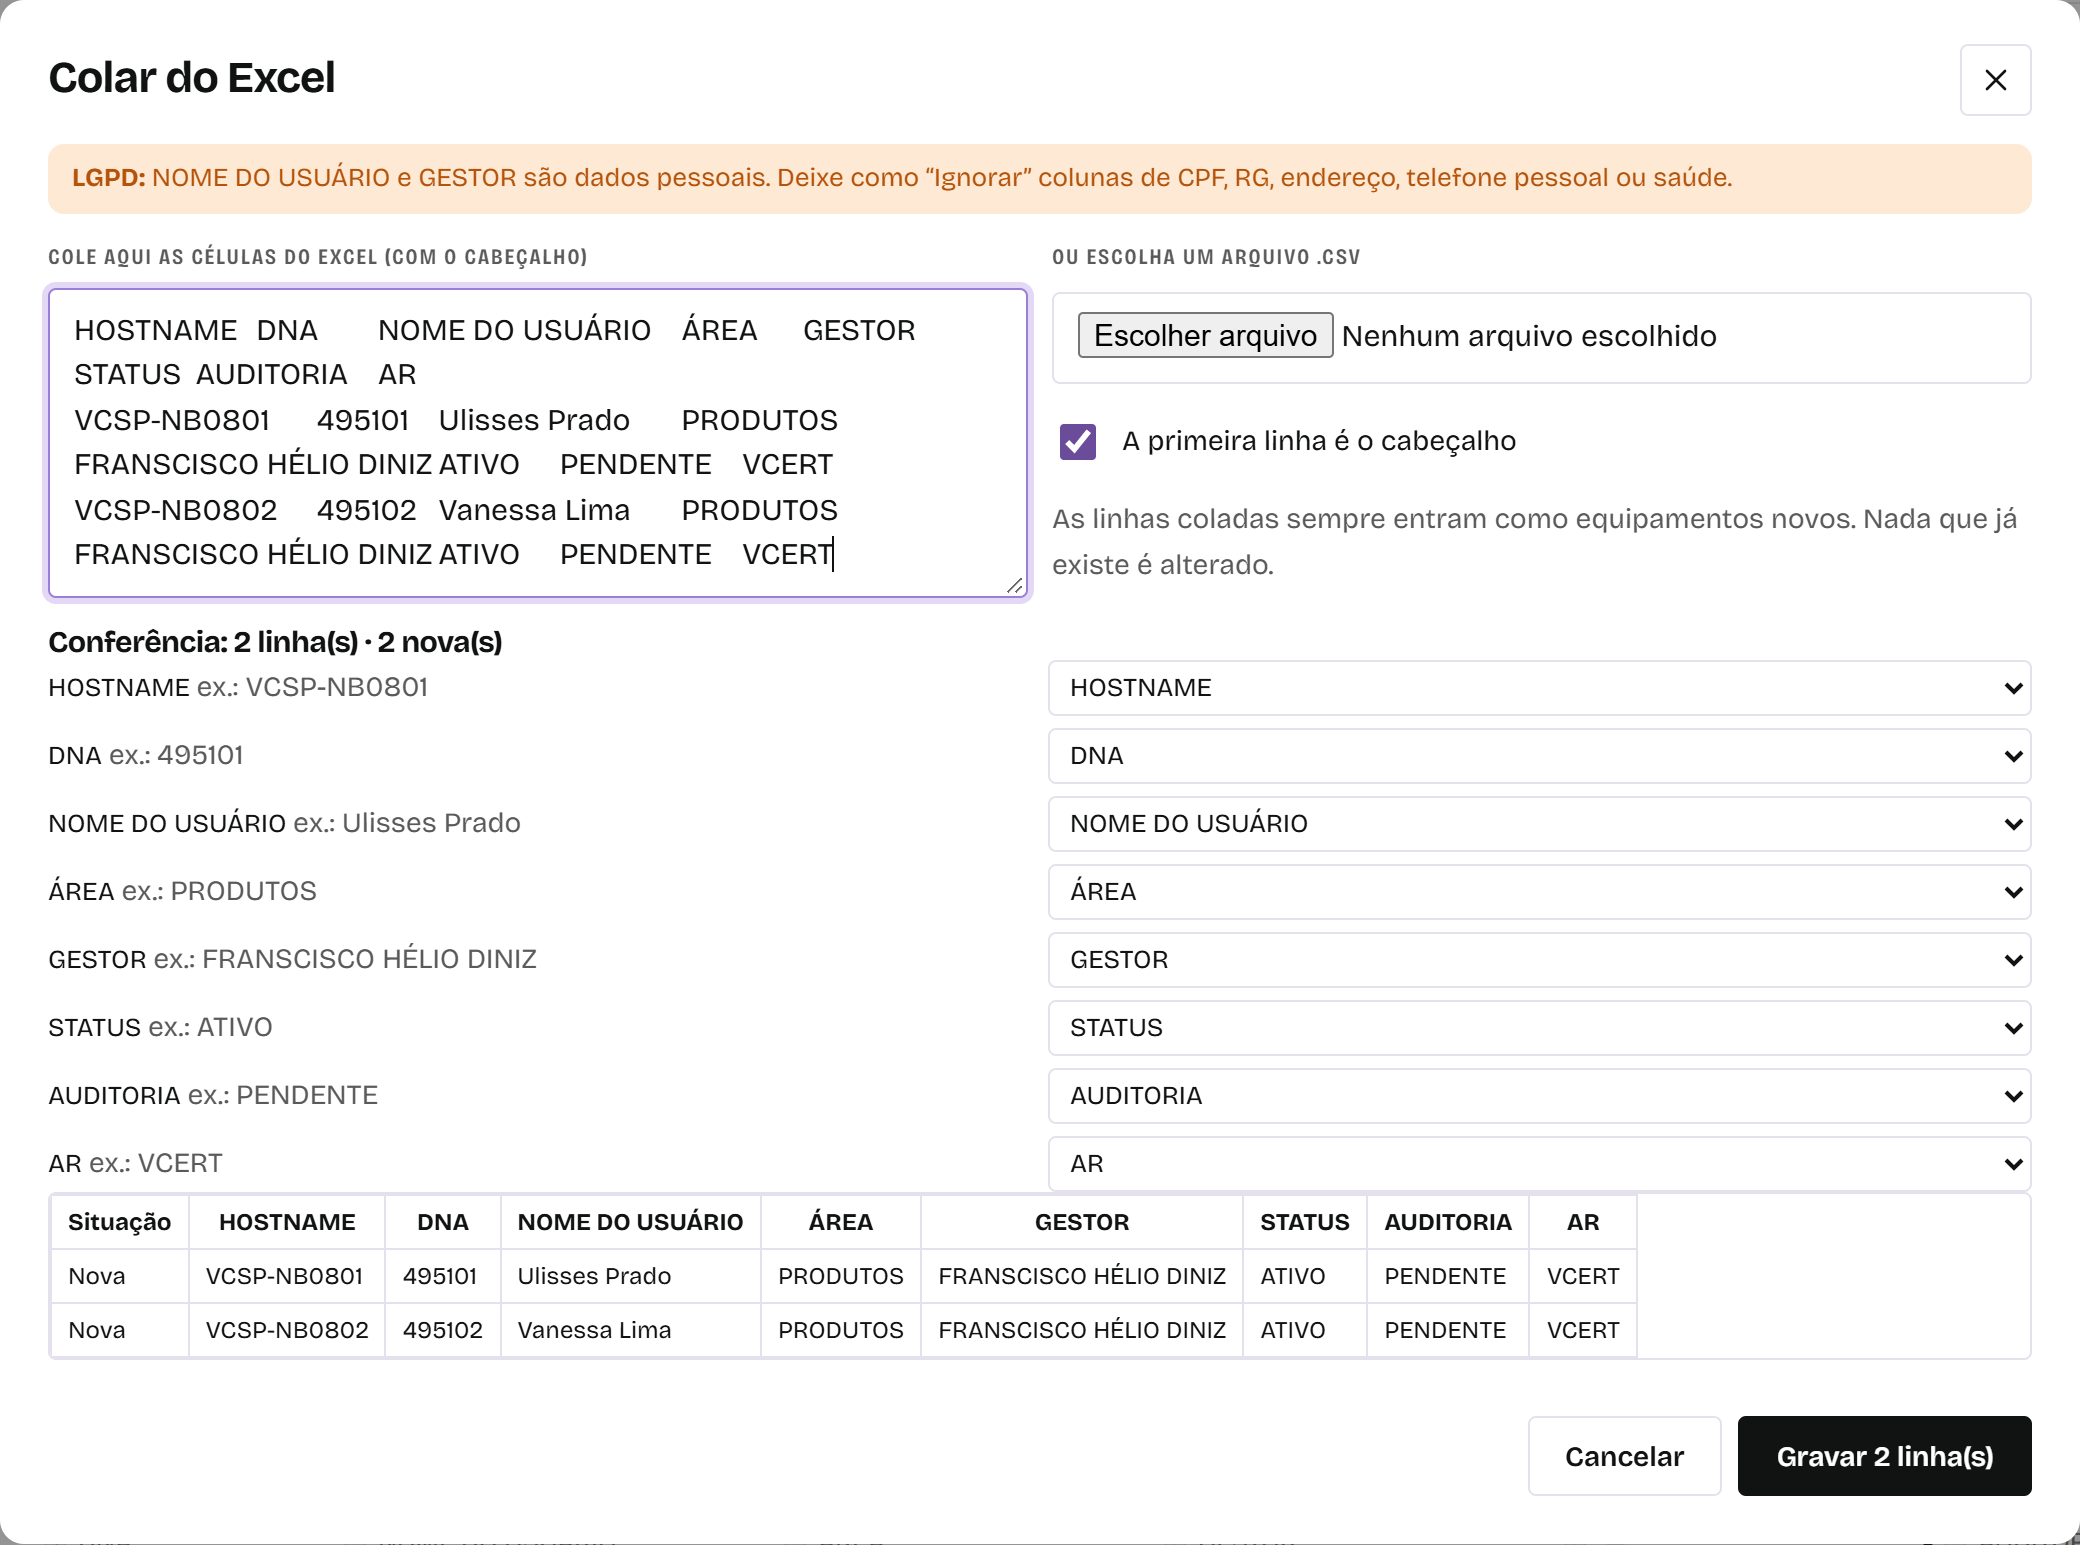 Colar do Excel
LGPD: NOME DO USUÁRIO e GESTOR são dados pessoais. Deixe como “Ignorar” colunas de CPF, RG, endereço, telefone pessoal ou saúde.
COLE AQUI AS CÉLULAS DO EXCEL (COM O CABEÇALHO)
HOSTNAME DNA NOME DO USUÁRIO ÁREA GESTOR
STATUS AUDITORIA AR
VCSP-NB0801 495101 Ulisses Prado PRODUTOS
FRANSCISCO HÉLIO DINIZ ATIVO PENDENTE VCERT
VCSP-NB0802 495102 Vanessa Lima PRODUTOS
FRANSCISCO HÉLIO DINIZ ATIVO PENDENTE VCERT
OU ESCOLHA UM ARQUIVO .CSV
Escolher arquivo Nenhum arquivo escolhido
A primeira linha é o cabeçalho
As linhas coladas sempre entram como equipamentos novos. Nada que já
existe é alterado.
Conferência: 2 linha(s) · 2 nova(s)
HOSTNAME ex.: VCSP-NB0801 HOSTNAME
DNA ex.: 495101 DNA
NOME DO USUÁRIO ex.: Ulisses Prado NOME DO USUÁRIO
ÁREA ex.: PRODUTOS ÁREA
GESTOR ex.: FRANSCISCO HÉLIO DINIZ GESTOR
STATUS ex.: ATIVO STATUS
AUDITORIA ex.: PENDENTE AUDITORIA
AR ex.: VCERT AR
Situação HOSTNAME DNA NOME DO USUÁRIO ÁREA GESTOR STATUS AUDITORIA AR
Nova VCSP-NB0801 495101 Ulisses Prado PRODUTOS FRANSCISCO HÉLIO DINIZ ATIVO PENDENTE VCERT
Nova VCSP-NB0802 495102 Vanessa Lima PRODUTOS FRANSCISCO HÉLIO DINIZ ATIVO PENDENTE VCERT
Cancelar Gravar 2 linha(s)